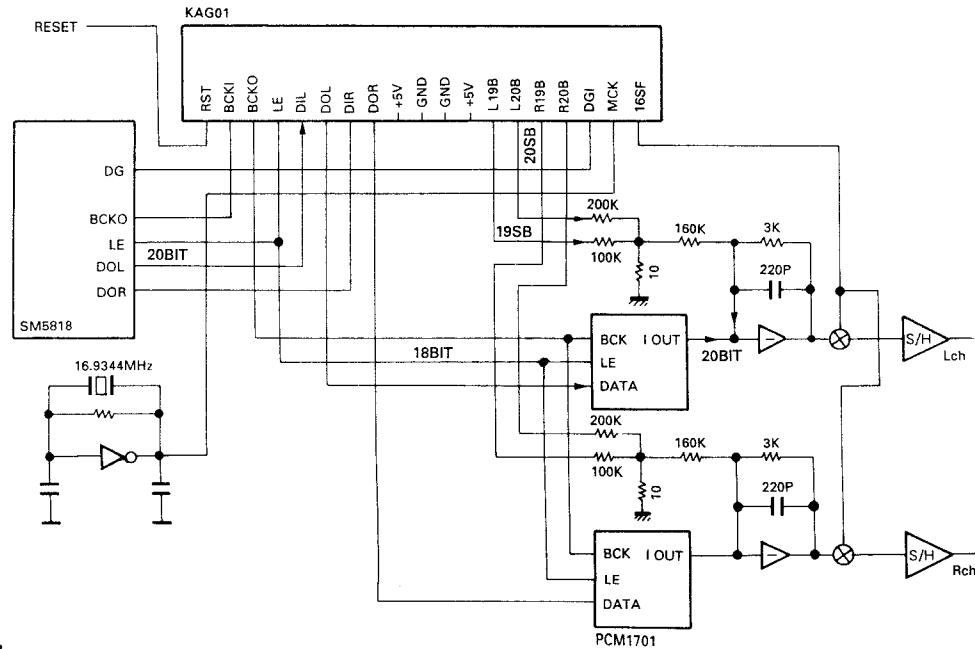 KAG01
RESET
RST
BCKI
BCKO
LE
DIL
DOL
DIR
DOR
+5V
GND
GND
+5V
L19B
L20B
R19B
R20B
DGI
MCK
16SF
20SB
DG
BCKO
LE
20BIT
DOL
DOR
SM5818
200K
19SB
100K
10
160K
3K
220P
BCK
I OUT
LE
DATA
18BIT
20BIT
−
S/H
Lch
16.9344MHz
200K
100K
10
160K
3K
220P
BCK
I OUT
LE
DATA
PCM1701
−
S/H
Rch